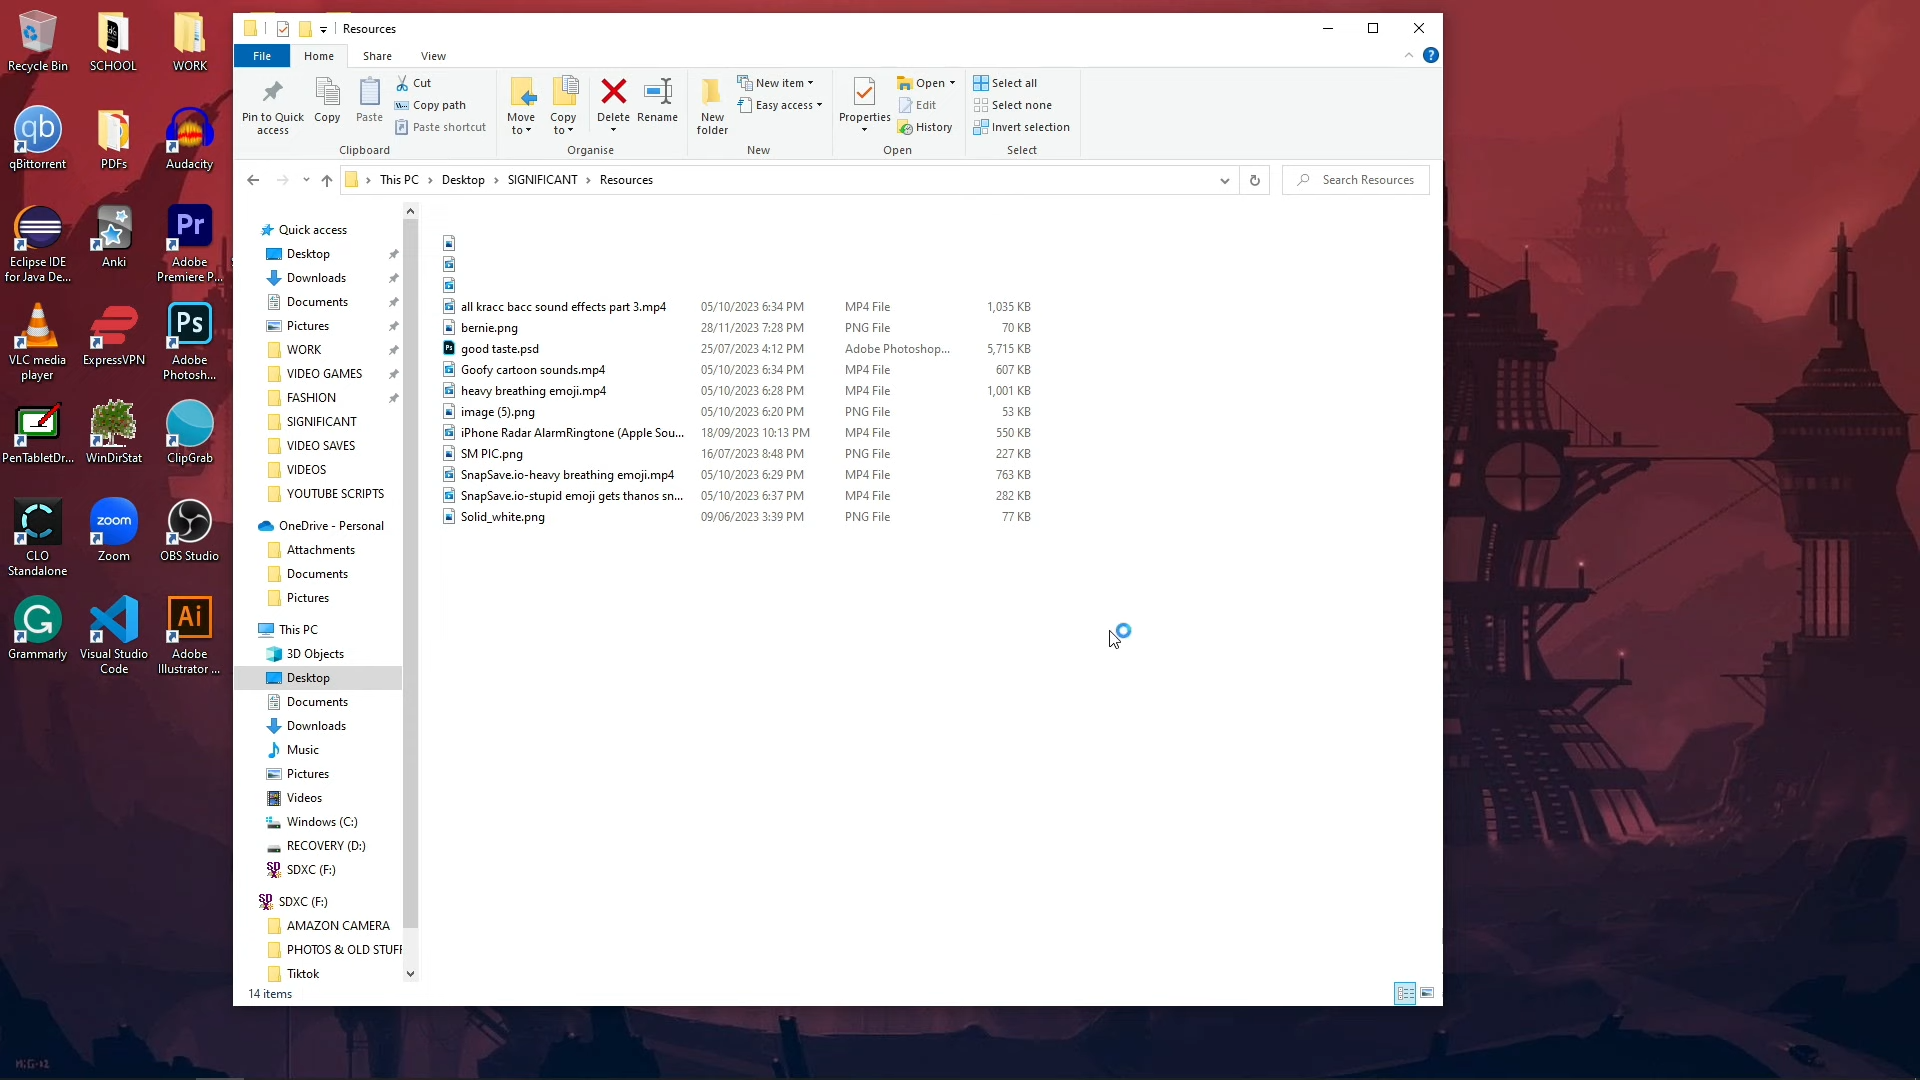 Recycle Bin
SCHOOL
WORK
qBittorrent
PDFs
Audacity
Eclipse IDE
for Java De...
Anki
Adobe
Premiere P...
VLC media
player
ExpressVPN
Adobe
Photosh...
PenTabletDr...
WinDirStat
ClipGrab
CLO
Standalone
Zoom
OBS Studio
Grammarly
Visual Studio
Code
Adobe
Illustrator ...
Resources
File Home Share View
Pin to Quick
access
Copy
Paste
Cut
Copy path
Paste shortcut
Clipboard
Move
to
Copy
to
Delete
Rename
Organise
New
folder
New item
Easy access
New
Properties
Open
Edit
History
Open
Select all
Select none
Invert selection
Select
This PC > Desktop > SIGNIFICANT > Resources
Search Resources
Quick access
Desktop
Downloads
Documents
Pictures
WORK
VIDEO GAMES
FASHION
SIGNIFICANT
VIDEO SAVES
VIDEOS
YOUTUBE SCRIPTS
OneDrive - Personal
Attachments
Documents
Pictures
This PC
3D Objects
Desktop
Documents
Downloads
Music
Pictures
Videos
Windows (C:)
RECOVERY (D:)
SDXC (F:)
SDXC (F:)
AMAZON CAMERA
PHOTOS & OLD STUFF
Tiktok
all kracc bacc sound effects part 3.mp4 05/10/2023 6:34 PM MP4 File 1,035 KB
bernie.png 28/11/2023 7:28 PM PNG File 70 KB
good taste.psd 25/07/2023 4:12 PM Adobe Photoshop... 5,715 KB
Goofy cartoon sounds.mp4 05/10/2023 6:34 PM MP4 File 607 KB
heavy breathing emoji.mp4 05/10/2023 6:28 PM MP4 File 1,001 KB
image (5).png 05/10/2023 6:20 PM PNG File 53 KB
iPhone Radar AlarmRingtone (Apple Sou... 18/09/2023 10:13 PM MP4 File 550 KB
SM PIC.png 16/07/2023 8:48 PM PNG File 227 KB
SnapSave.io-heavy breathing emoji.mp4 05/10/2023 6:29 PM MP4 File 763 KB
SnapSave.io-stupid emoji gets thanos sn... 05/10/2023 6:37 PM MP4 File 282 KB
Solid_white.png 09/06/2023 3:39 PM PNG File 77 KB
14 items